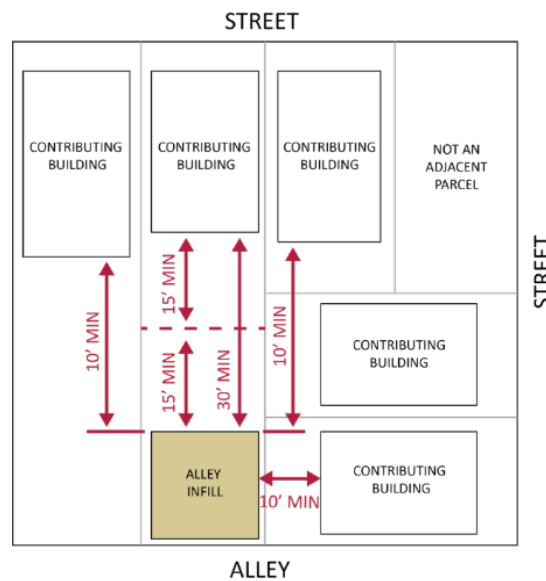 STREET
CONTRIBUTING
BUILDING
CONTRIBUTING
BUILDING
CONTRIBUTING
BUILDING
NOT AN
ADJACENT
PARCEL
STREET
15' MIN
10' MIN
15' MIN
30' MIN
10' MIN
CONTRIBUTING
BUILDING
ALLEY
INFILL
10' MIN
CONTRIBUTING
BUILDING
ALLEY